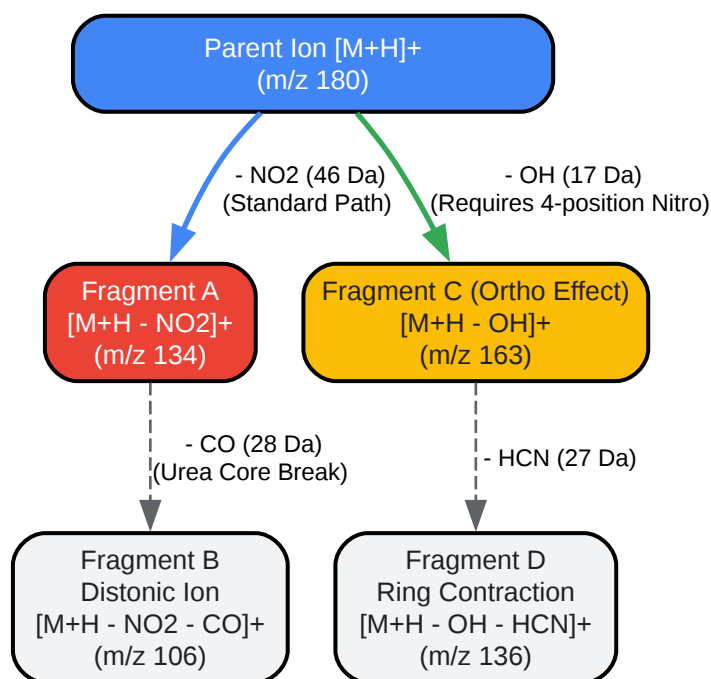 Parent Ion [M+H]+
(m/z 180)
- NO2 (46 Da)
(Standard Path)
- OH (17 Da)
(Requires 4-position Nitro)
Fragment A
[M+H - NO2]+
(m/z 134)
Fragment C (Ortho Effect)
[M+H - OH]+
(m/z 163)
- CO (28 Da)
(Urea Core Break)
- HCN (27 Da)
Fragment B
Distonic Ion
[M+H - NO2 - CO]+
(m/z 106)
Fragment D
Ring Contraction
[M+H - OH - HCN]+
(m/z 136)